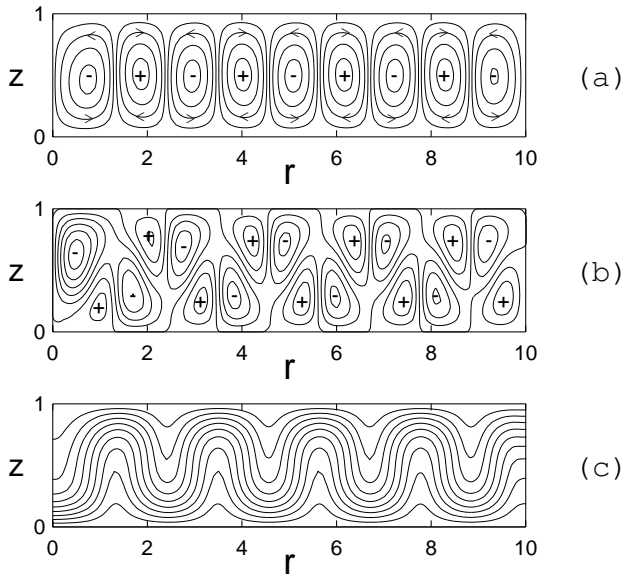 1
- + - + - + - + -
z (a)
0
0 2 4 6 8 10
r
1
+ + - + - + - + -
- - + - + - + - +
z (b)
0
0 2 4 6 8 10
r
1
z (c)
0
0 2 4 6 8 10
r